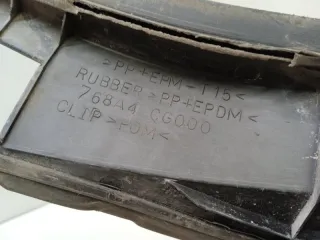 >PP+EPM-T15<
RUBBER>PP+EPDM<
768A4 CG000
CLIP>POM<